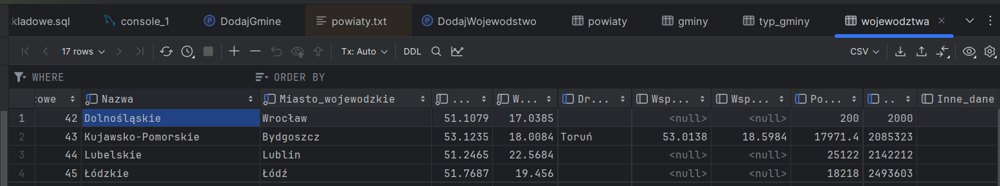 kladowe.sql console_1 DodajGmine powiaty.txt DodajWojewodstwo powiaty gminy typ_gminy wojewodztwa
17 rows Tx: Auto DDL CSV
WHERE ORDER BY
towe Nazwa Miasto_wojewodzkie ... W... Dr... Wsp... Wsp... Po... .. Inne_dane
1 42 Dolnośląskie Wrocław 51.1079 17.0385 <null> <null> 200 2000
2 43 Kujawsko-Pomorskie Bydgoszcz 53.1235 18.0084 Toruń 53.0138 18.5984 17971.4 2085323
3 44 Lubelskie Lublin 51.2465 22.5684 <null> <null> 25122 2142212
4 45 Łódzkie Łódź 51.7687 19.456 <null> <null> 18218 2493603